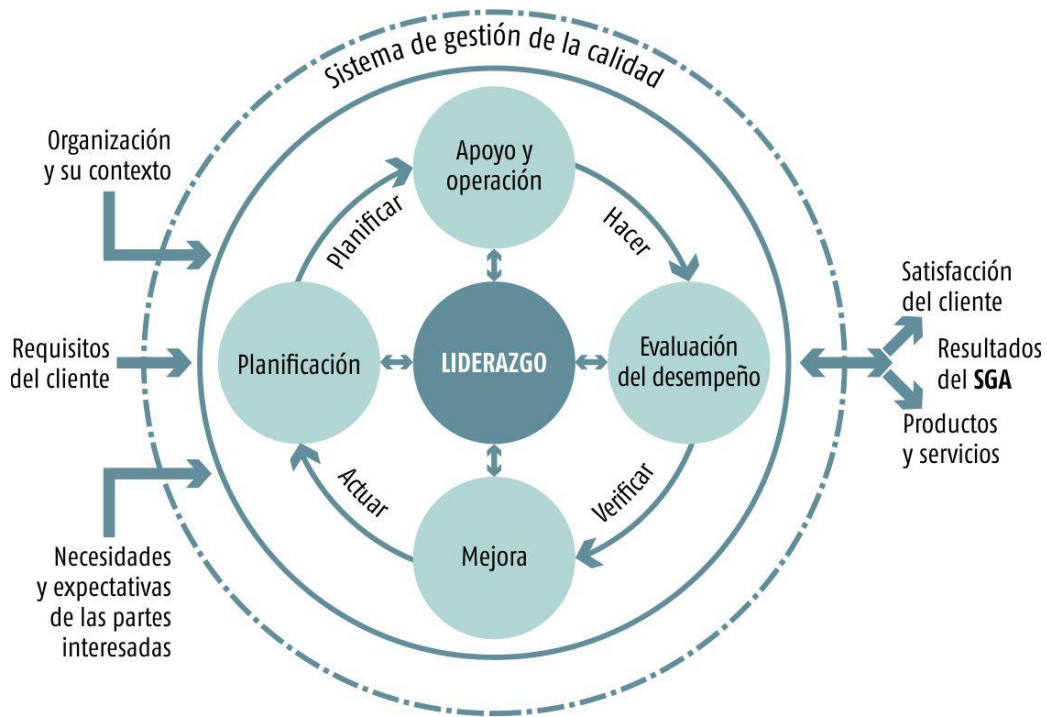 Sistema de gestión de la calidad
Organización
y su contexto
Requisitos
del cliente
Necesidades
y expectativas
de las partes
interesadas
Apoyo y
operación
Planificar
Hacer
Planificación
LIDERAZGO
Evaluación
del desempeño
Actuar
Verificar
Mejora
Satisfacción
del cliente
Resultados
del SGA
Productos
y servicios